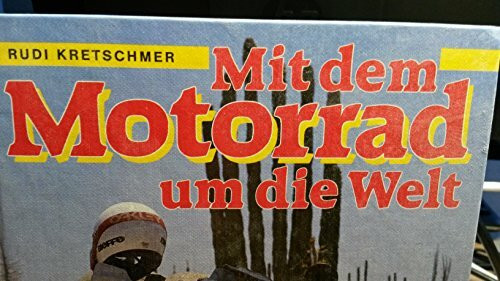 RUDI KRETSCHMER
Mit dem
Motorrad
um die Welt